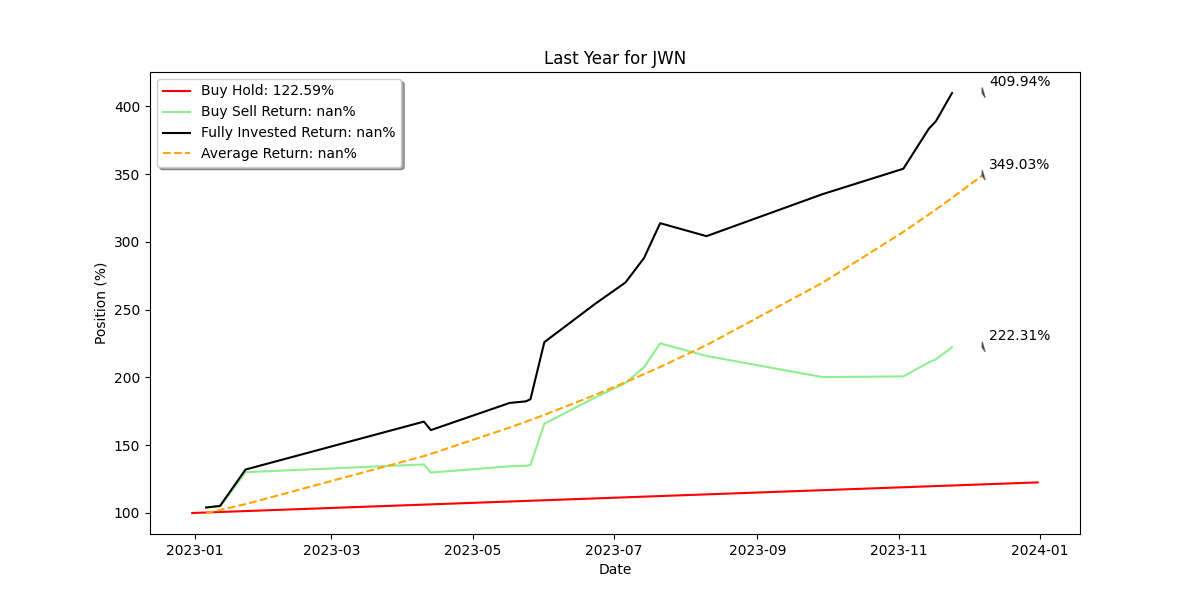 Last Year for JWN
Buy Hold: 122.59%
Buy Sell Return: nan%
Fully Invested Return: nan%
Average Return: nan%
409.94%
349.03%
222.31%
Position (%)
400
350
300
250
200
150
100
2023-01
2023-03
2023-05
2023-07
2023-09
2023-11
2024-01
Date